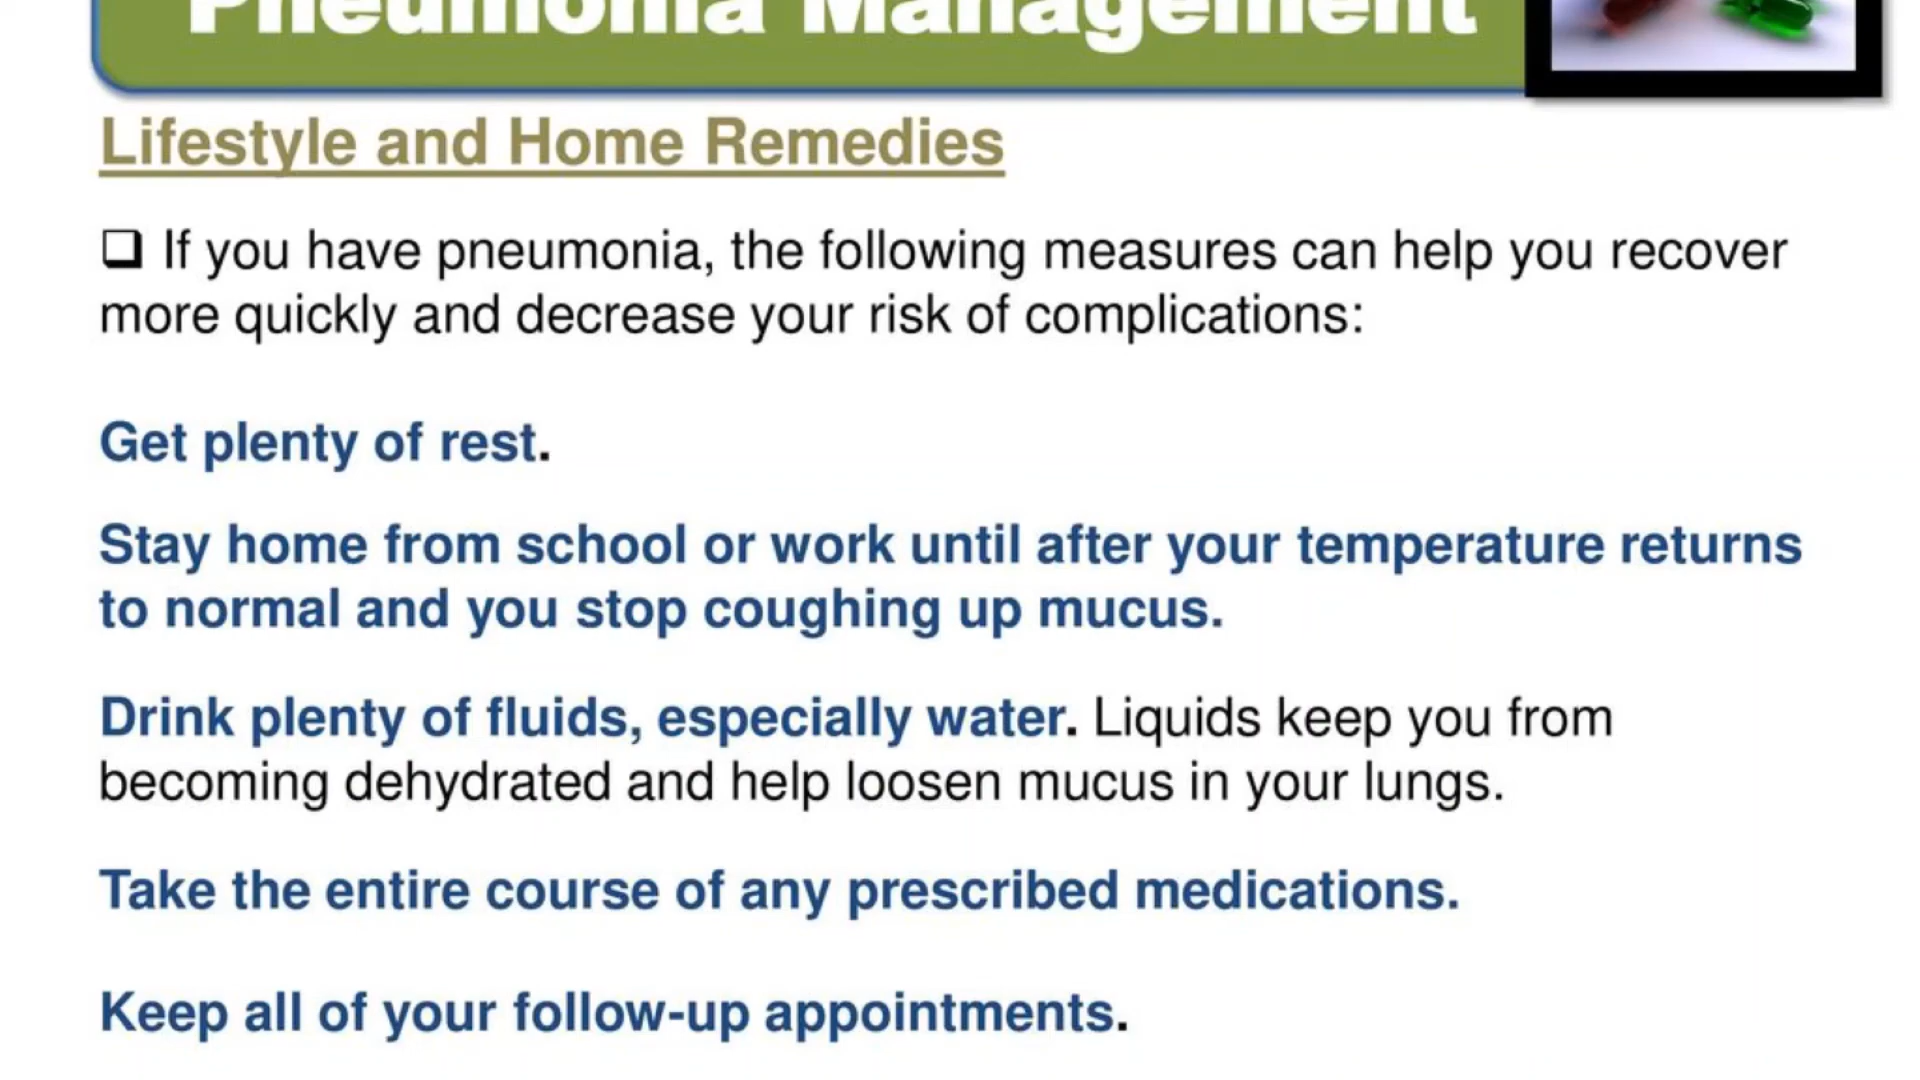 Pneumonia Management
Lifestyle and Home Remedies
❑ If you have pneumonia, the following measures can help you recover
more quickly and decrease your risk of complications:
Get plenty of rest.
Stay home from school or work until after your temperature returns
to normal and you stop coughing up mucus.
Drink plenty of fluids, especially water. Liquids keep you from
becoming dehydrated and help loosen mucus in your lungs.
Take the entire course of any prescribed medications.
Keep all of your follow-up appointments.